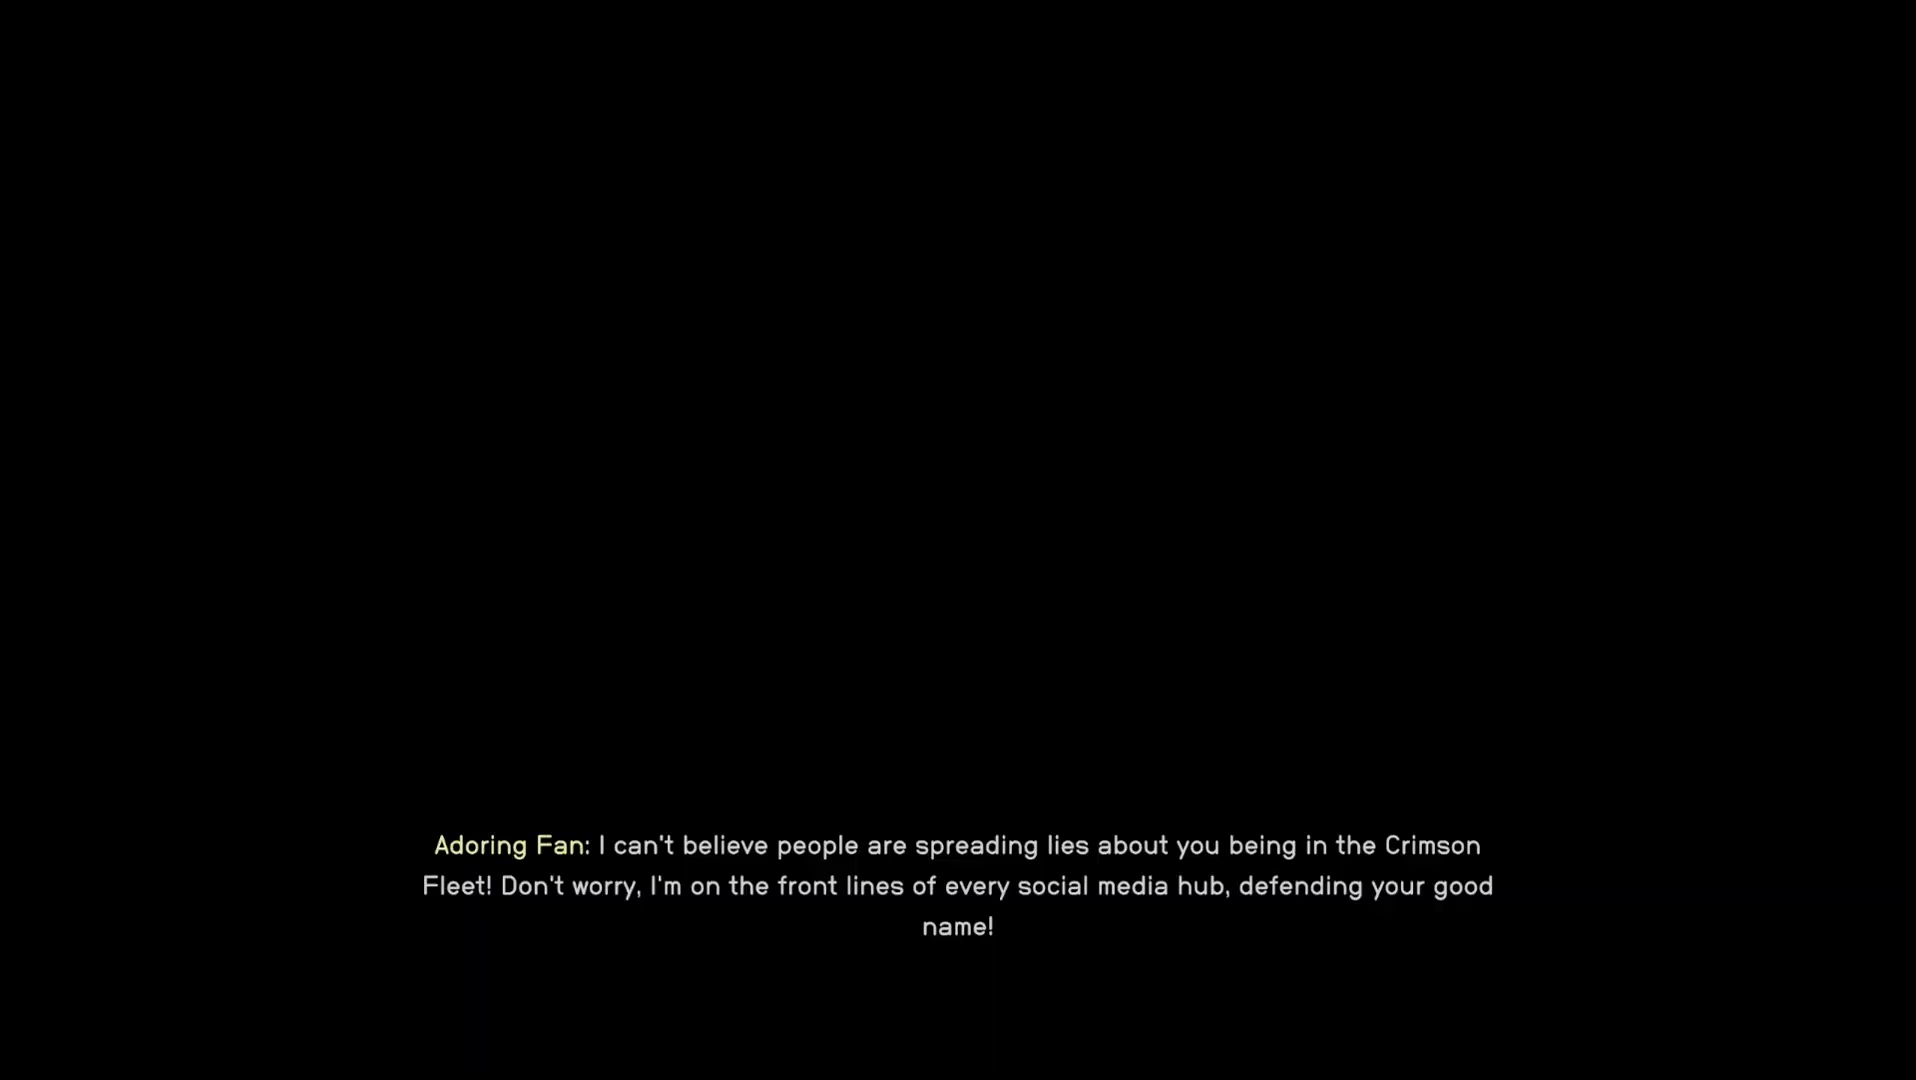 Adoring Fan: I can't believe people are spreading lies about you being in the Crimson
Fleet! Don't worry, I'm on the front lines of every social media hub, defending your good
name!